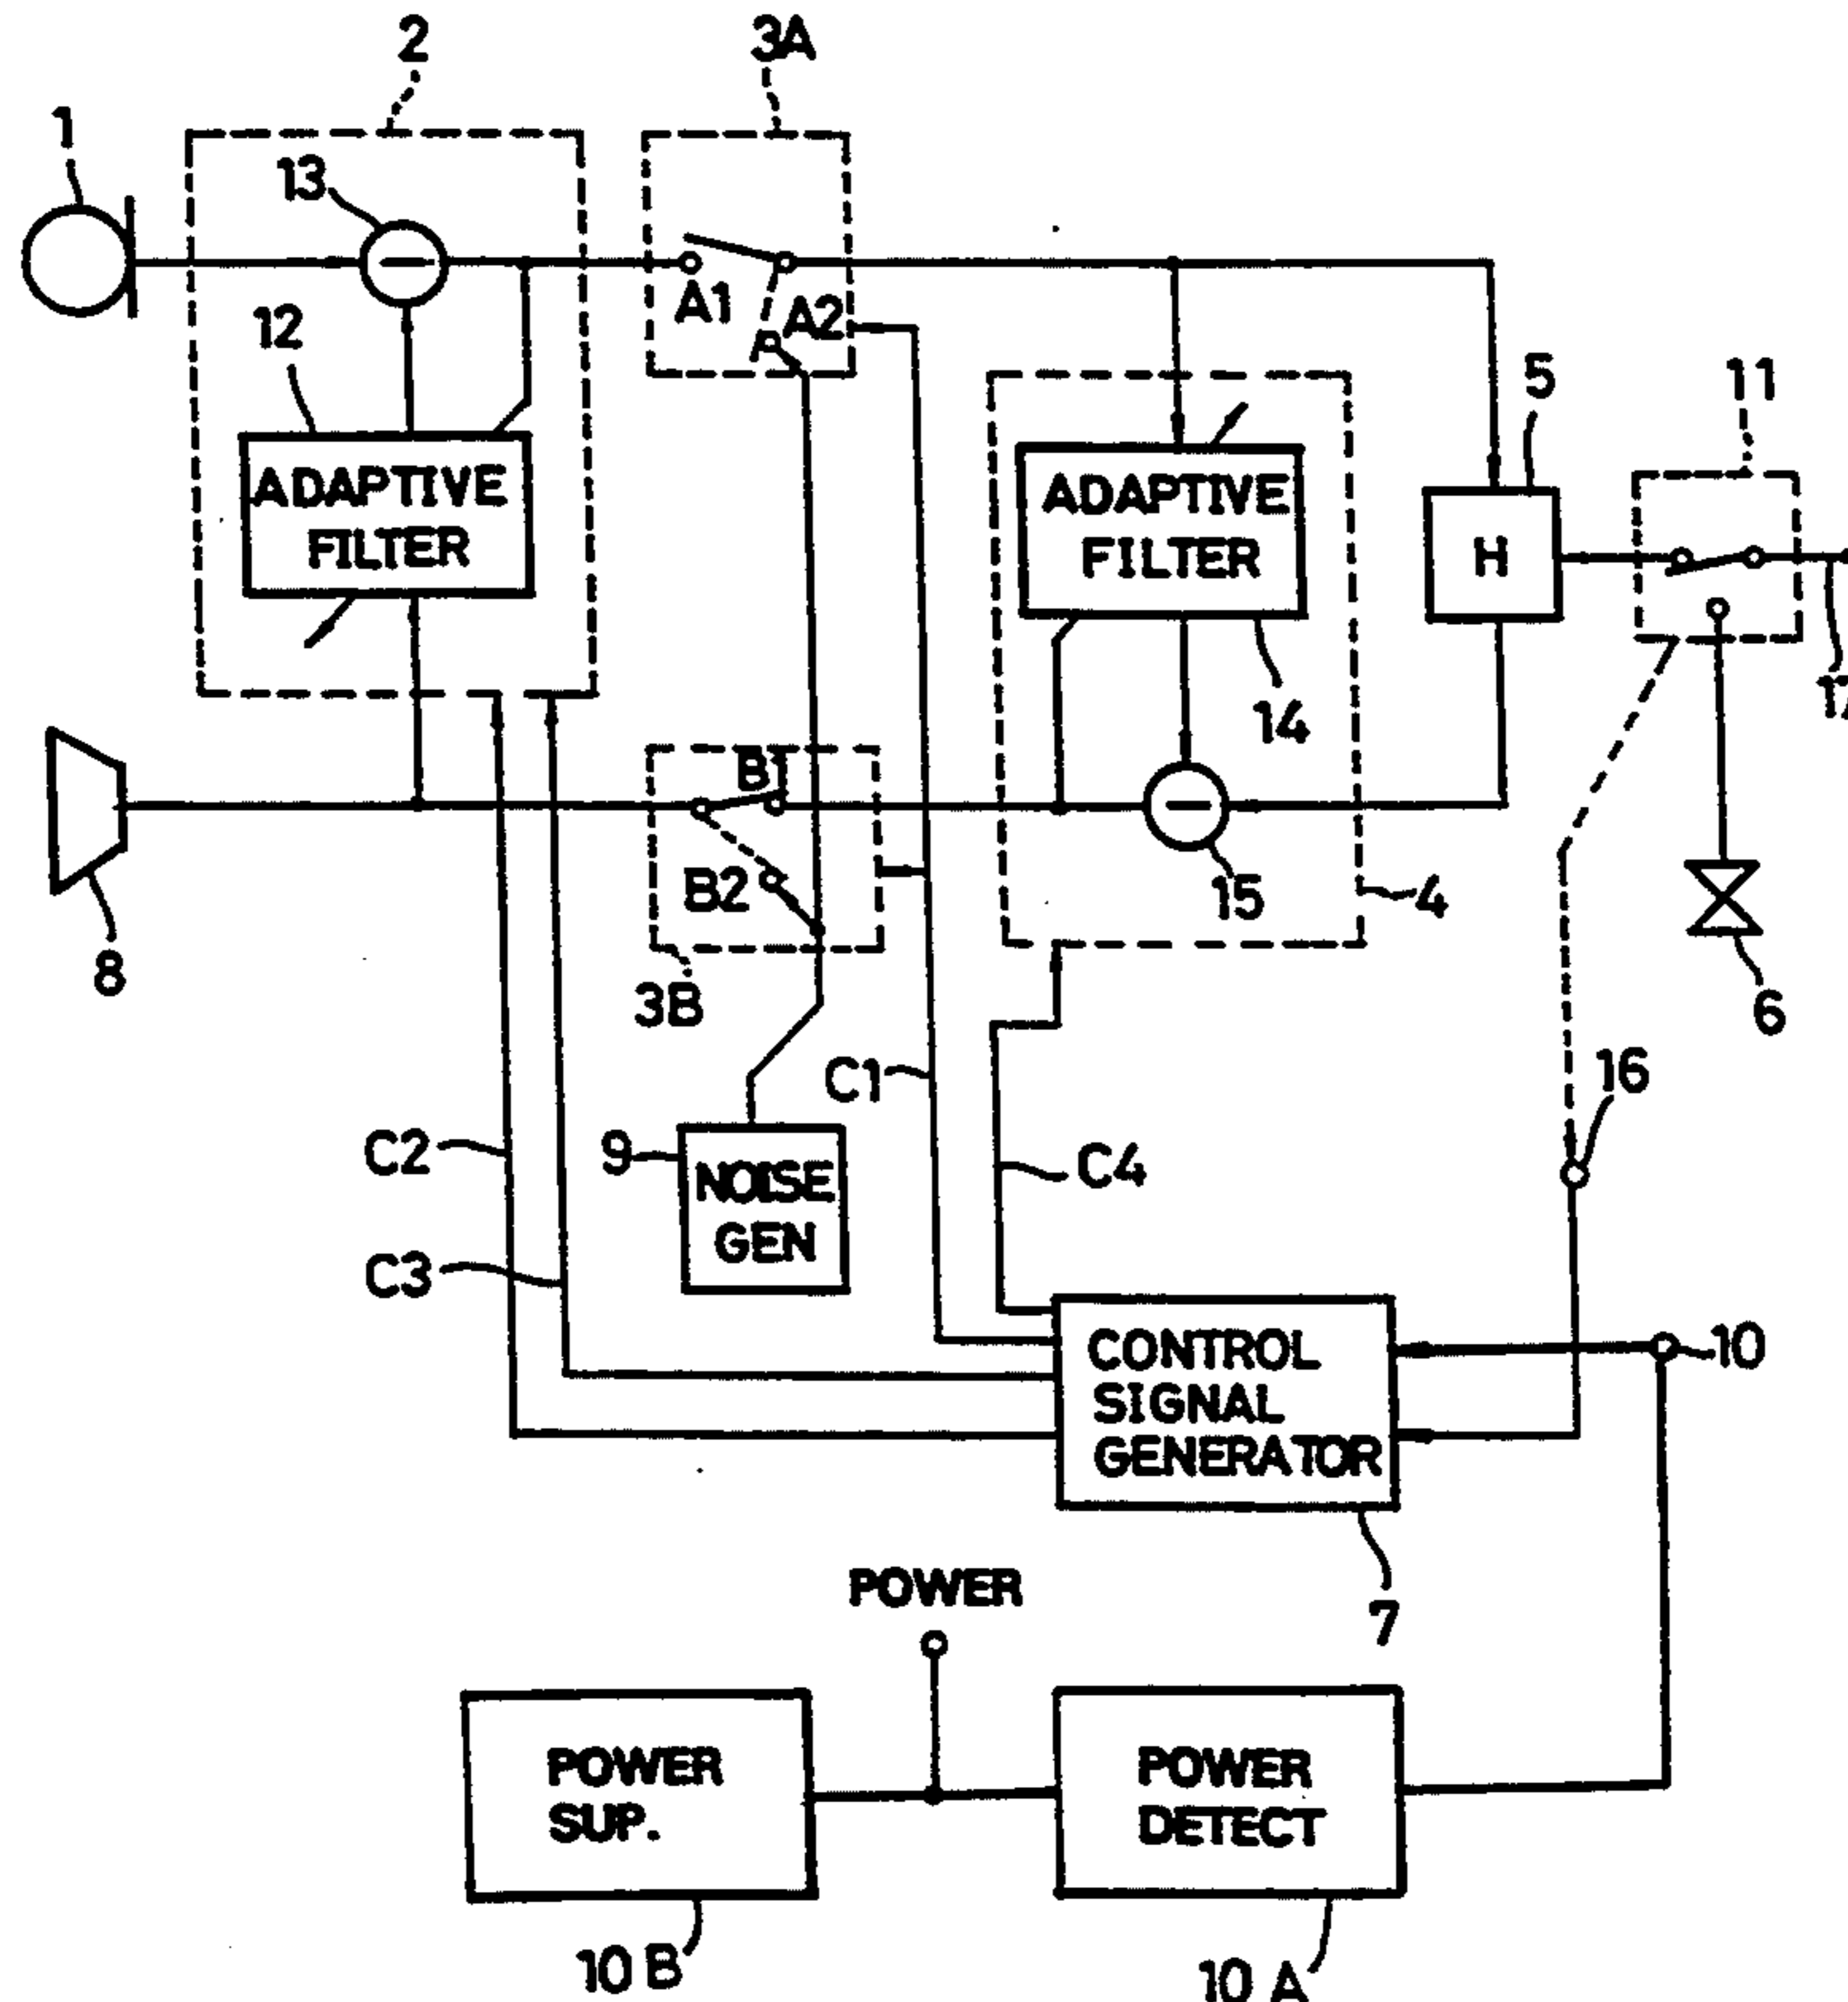 2
3A
1
13
A1
A2
12
5
11
ADAPTIVE
FILTER
ADAPTIVE
FILTER
H
14
B1
B2
15
4
8
3B
6
C1
16
C2
9
NOISE
GEN
C4
C3
CONTROL
SIGNAL
GENERATOR
10
7
POWER
POWER
SUP.
POWER
DETECT
10B
10A